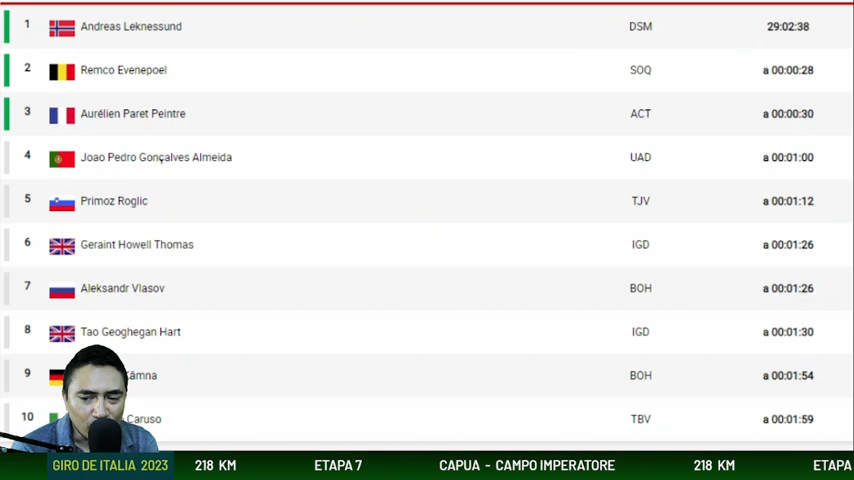 1 Andreas Leknessund DSM 29:02:38
2 Remco Evenepoel SOQ a 00:00:28
3 Aurélien Paret Peintre ACT a 00:00:30
4 Joao Pedro Gonçalves Almeida UAD a 00:01:00
5 Primoz Roglic TJV a 00:01:12
6 Geraint Howell Thomas IGD a 00:01:26
7 Aleksandr Vlasov BOH a 00:01:26
8 Tao Geoghegan Hart IGD a 00:01:30
9 Kämna BOH a 00:01:54
10 Caruso TBV a 00:01:59
GIRO DE ITALIA 2023 218 KM ETAPA 7 CAPUA - CAMPO IMPERATORE 218 KM ETAPA